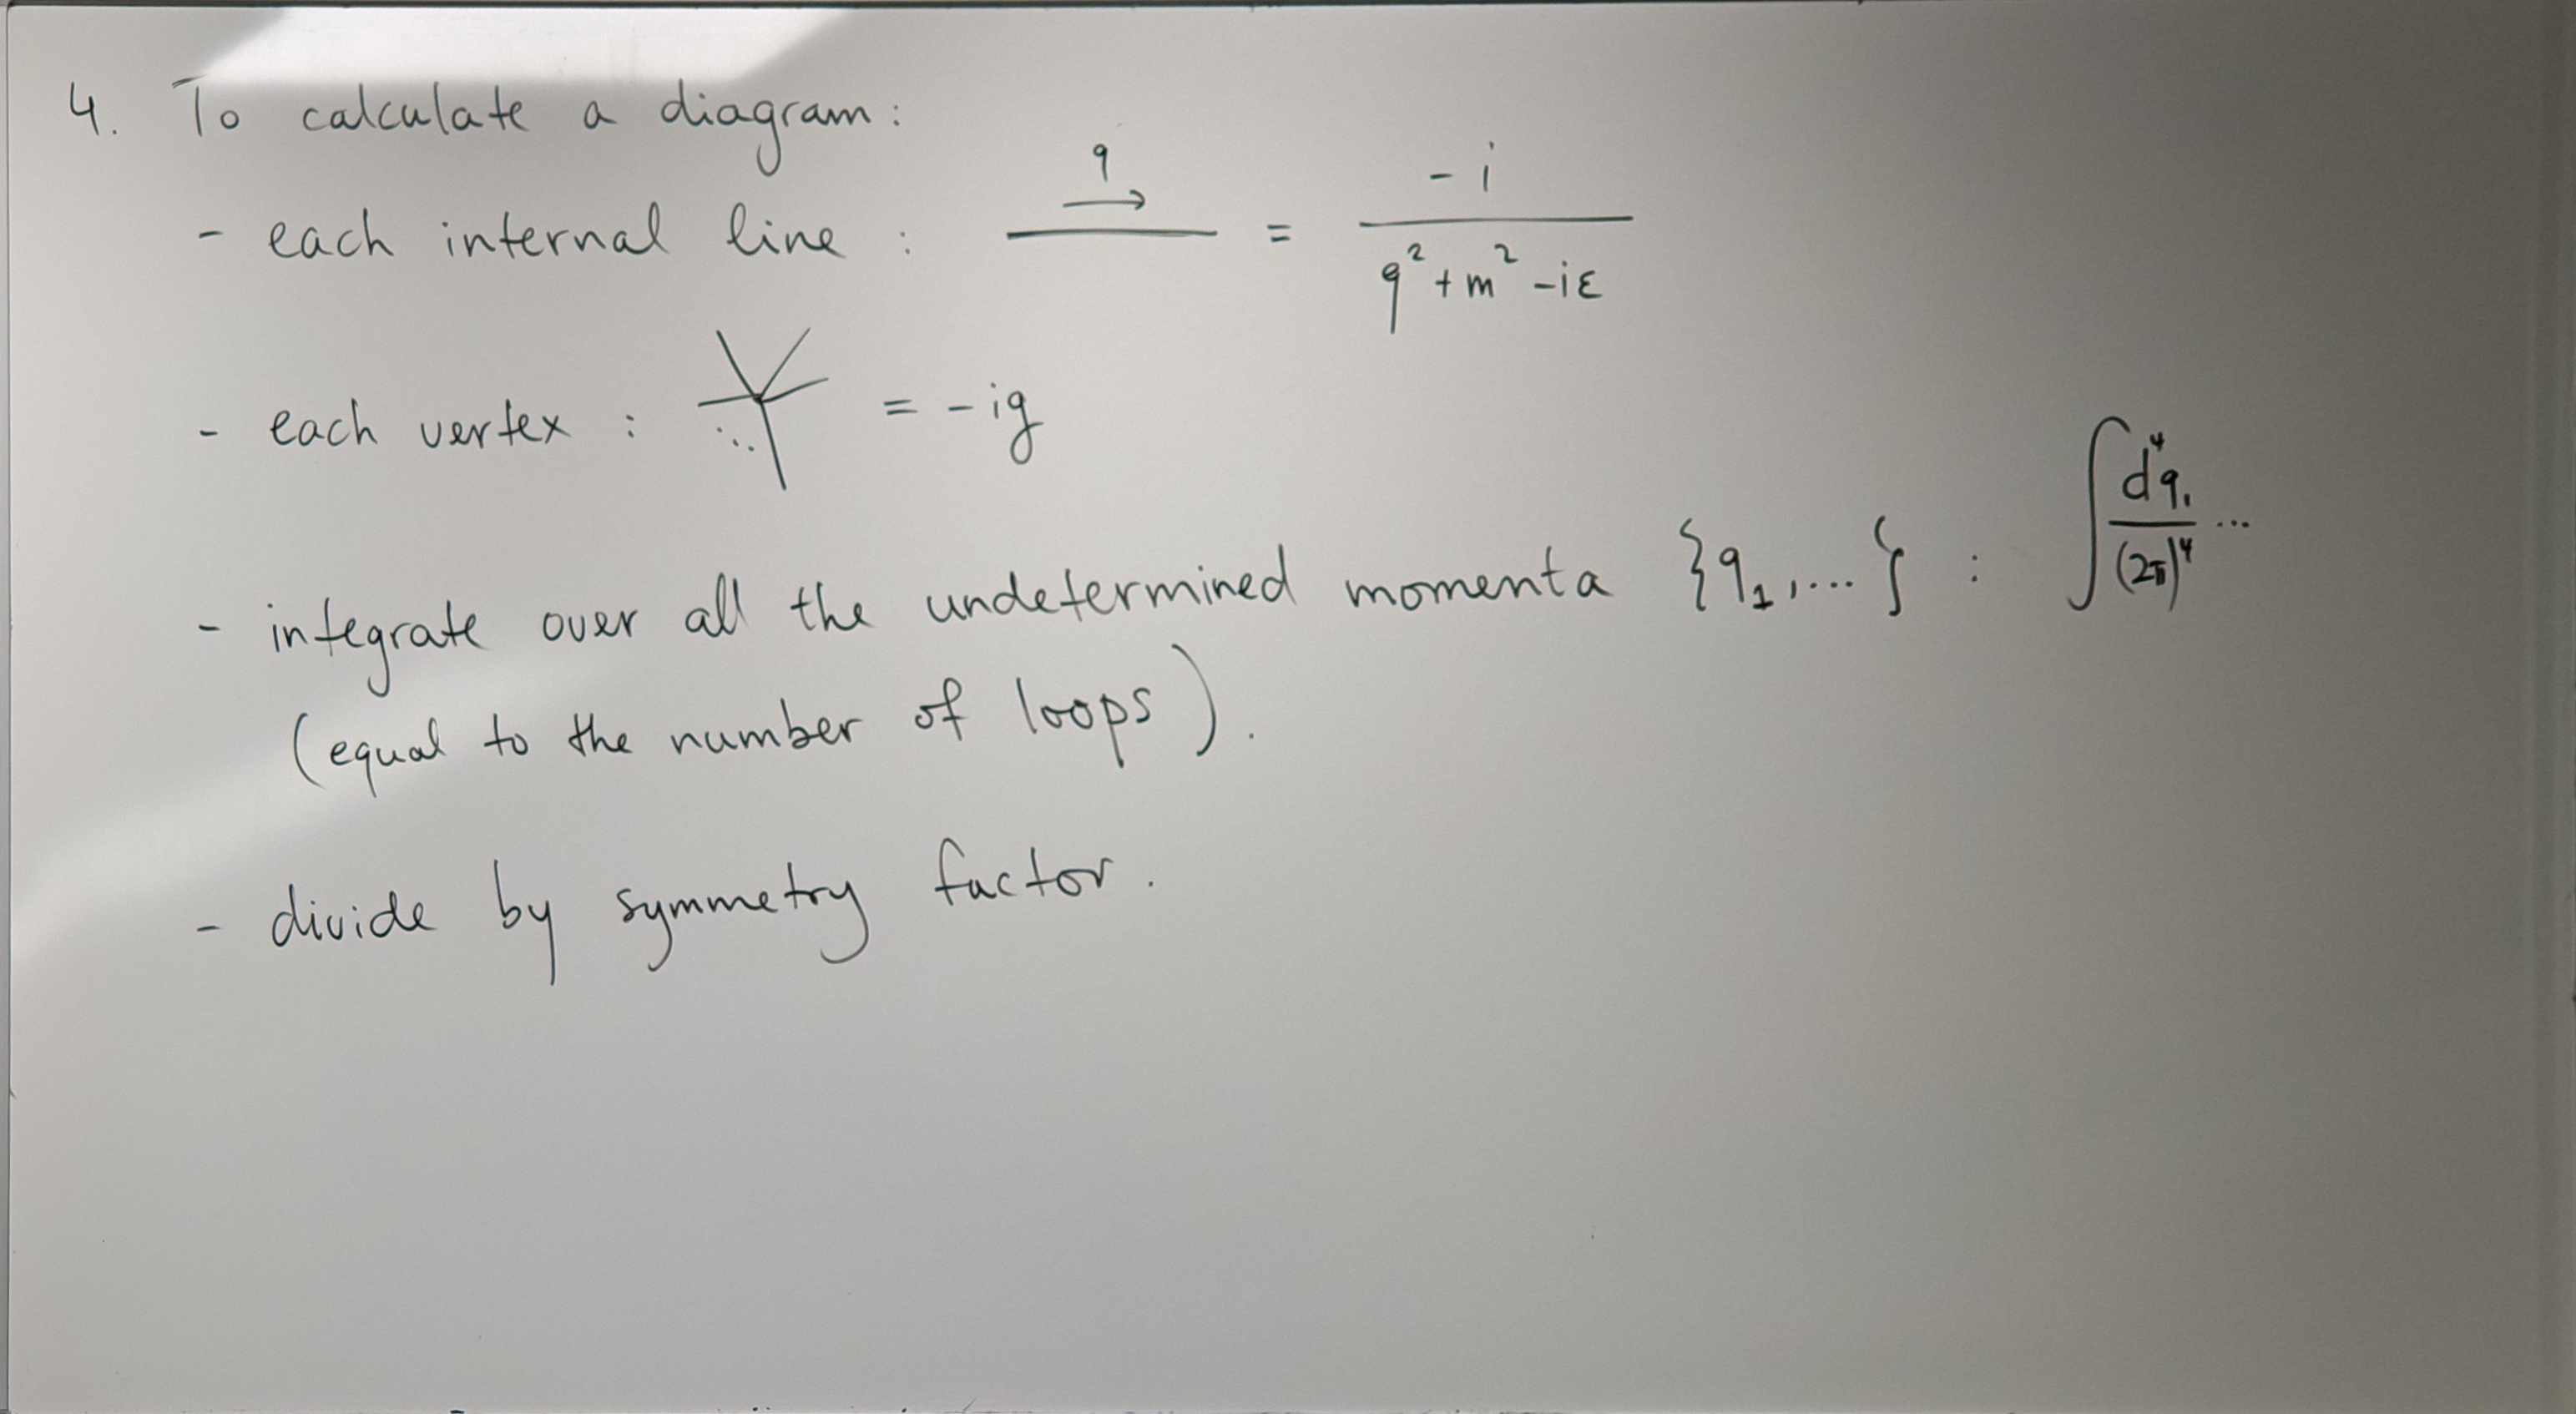 4. To calculate a diagram:
- each internal line : q → = -i / (q² + m² - iε)
- each vertex : = -ig
- integrate over all the undetermined momenta {q₁,...} : ∫ d⁴q₁ / (2π)⁴ ...
(equal to the number of loops).
- divide by symmetry factor.